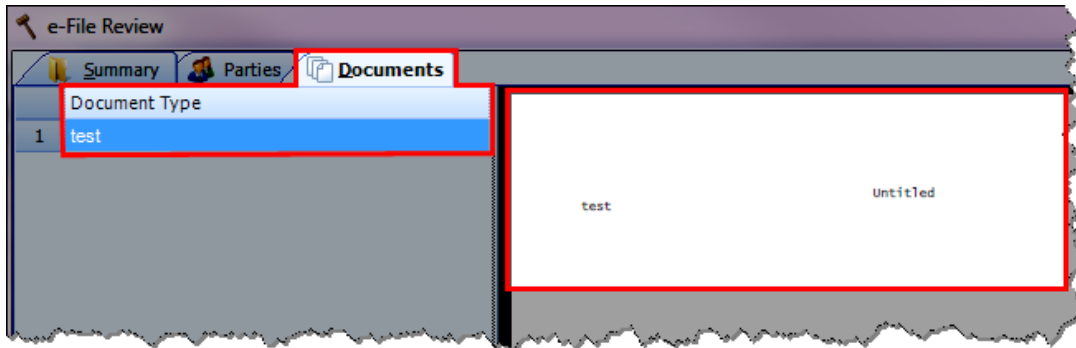 e-File Review
Summary Parties Documents
Document Type
1 test
Untitled
test